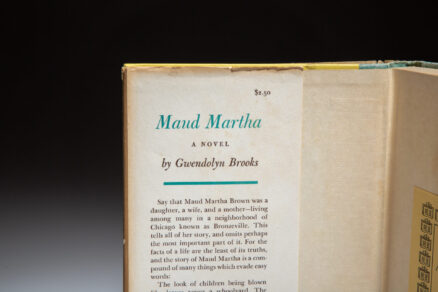 $2.50
Maud Martha
A NOVEL
by Gwendolyn Brooks
Say that Maud Martha Brown was a
daughter, a wife, and a mother—living
among many in a neighborhood of
Chicago known as Bronzeville. This
tells all of her story, and omits perhaps
the most important part of it. For the
facts of a life are the least of its truths,
and the story of Maud Martha is a com-
pound of many things which evade easy
words:
The look of children being blown